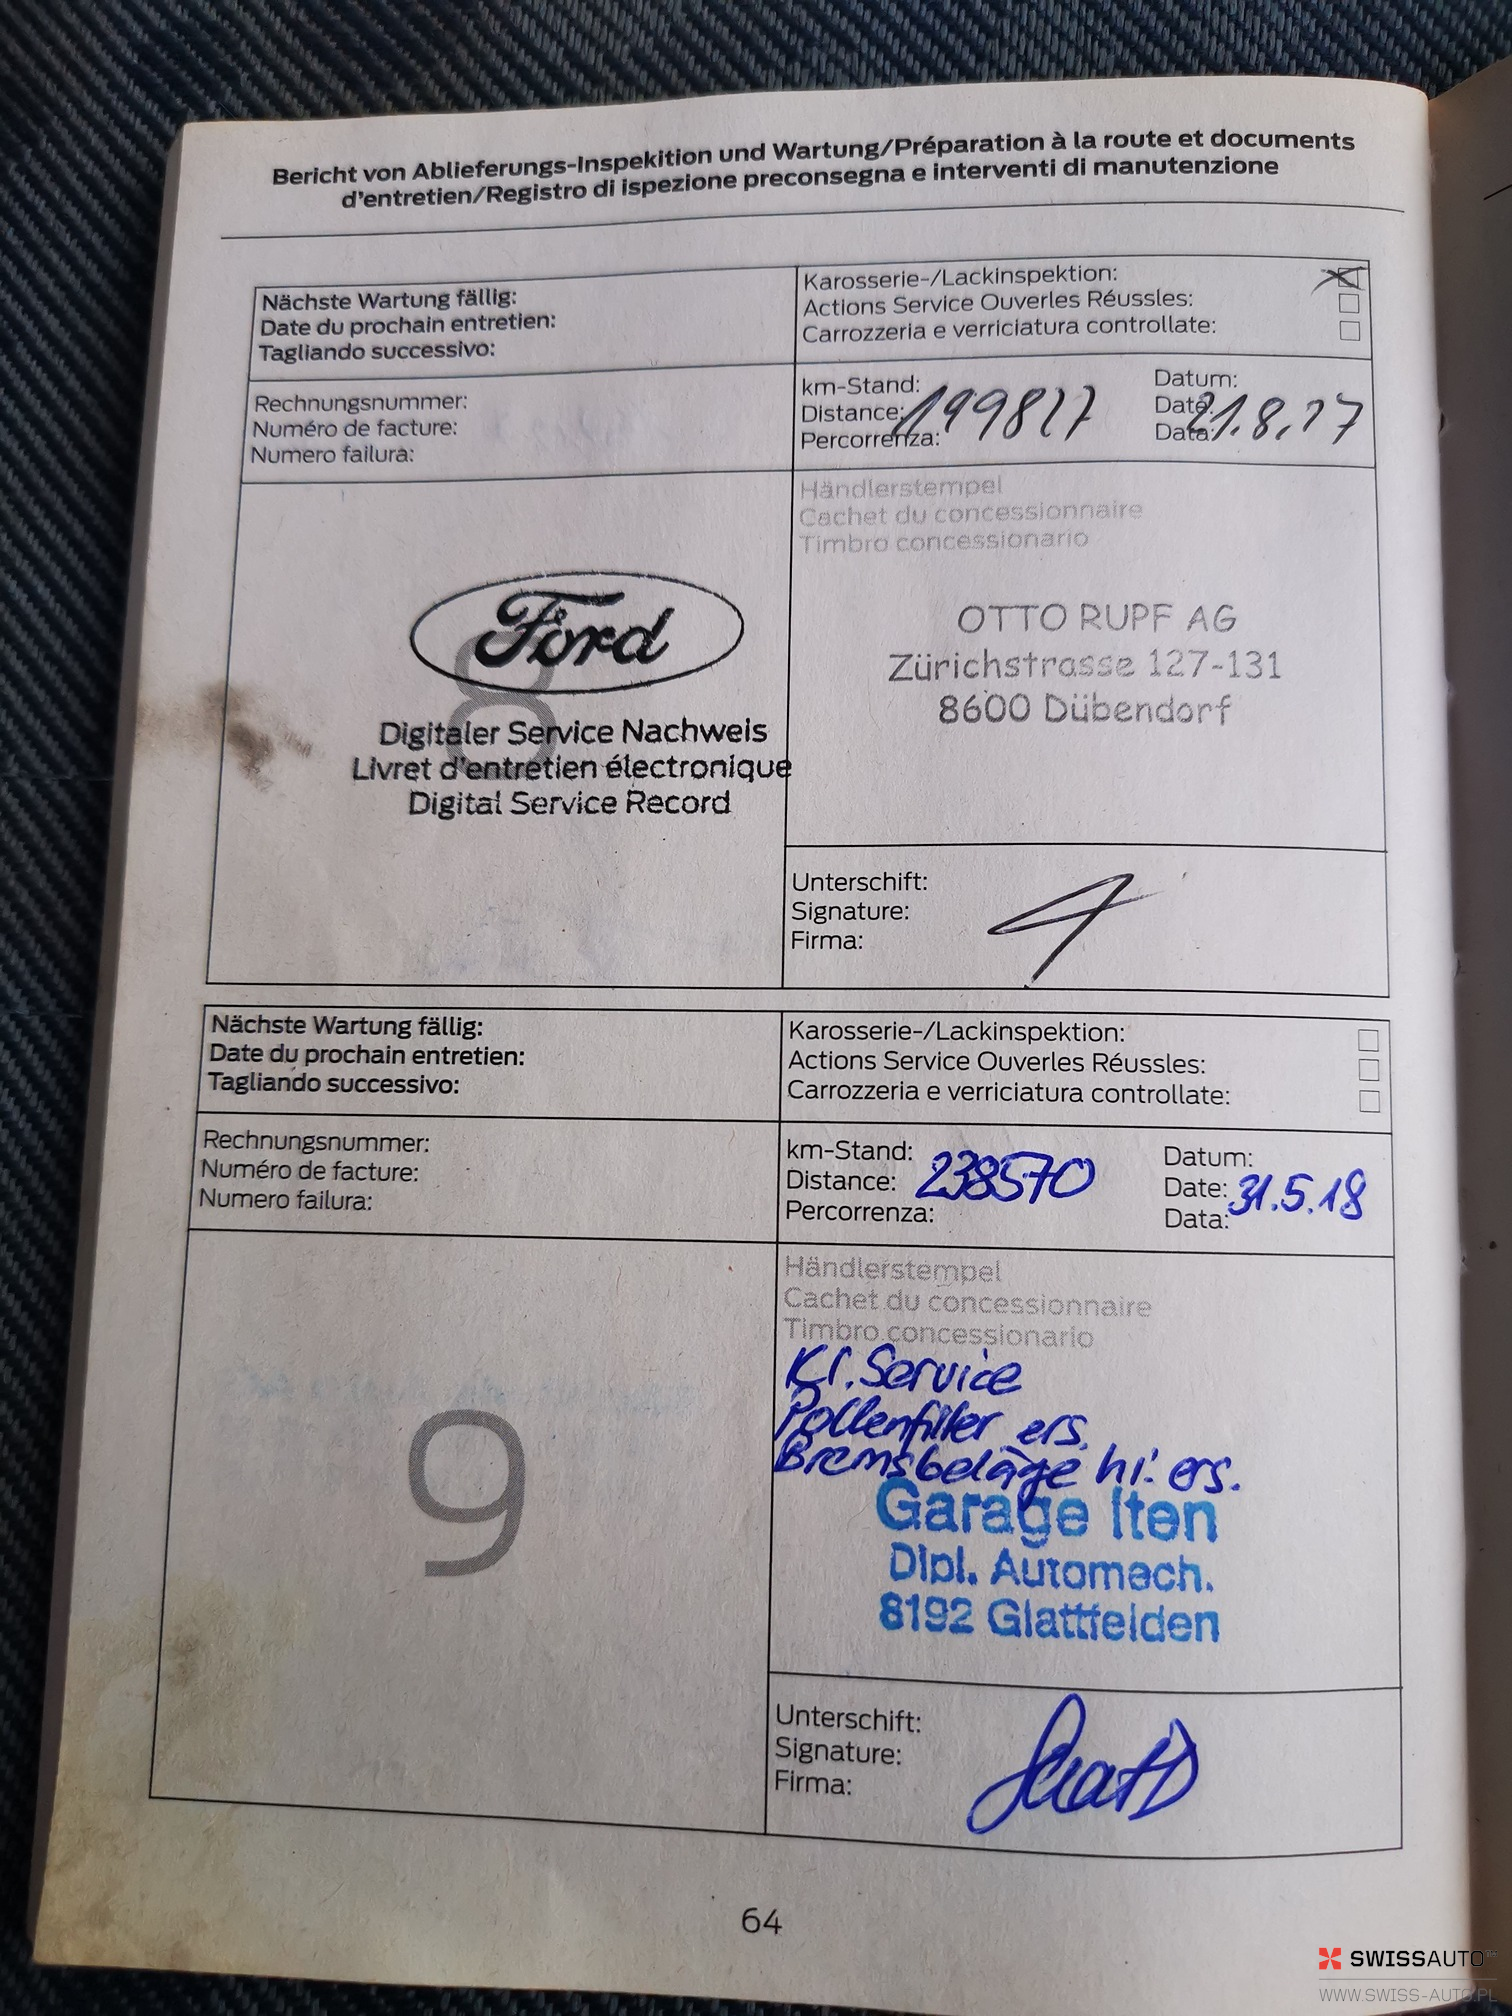 Bericht von Ablieferungs-Inspekition und Wartung/Préparation à la route et documents
d'entretien/Registro di ispezione preconsegna e interventi di manutenzione
Nächste Wartung fällig:
Date du prochain entretien:
Tagliando successivo:
Karosserie-/Lackinspektion:
Actions Service Ouverles Réussles:
Carrozzeria e verriciatura controllate:
Rechnungsnummer:
Numéro de facture:
Numero failura:
km-Stand:
Distance: 199817
Percorrenza:
Datum:
Date: 21.8.17
Data:
8
Ford
Digitaler Service Nachweis
Livret d'entretien électronique
Digital Service Record
Händlerstempel
Cachet du concessionnaire
Timbro concessionario
OTTO RUPF AG
Zürichstrasse 127-131
8600 Dübendorf
Unterschift:
Signature:
Firma:
Nächste Wartung fällig:
Date du prochain entretien:
Tagliando successivo:
Karosserie-/Lackinspektion:
Actions Service Ouverles Réussles:
Carrozzeria e verriciatura controllate:
Rechnungsnummer:
Numéro de facture:
Numero failura:
km-Stand:
Distance: 238570
Percorrenza:
Datum:
Date: 31.5.18
Data:
9
Händlerstempel
Cachet du concessionnaire
Timbro concessionario
Kl. Service
Pollenfilter ers.
Bremsbeläge hi. ers.
Garage Iten
Dipl. Automech.
8192 Glattfelden
Unterschift:
Signature:
Firma:
64
SWISSAUTO
WWW.SWISS-AUTO.PL